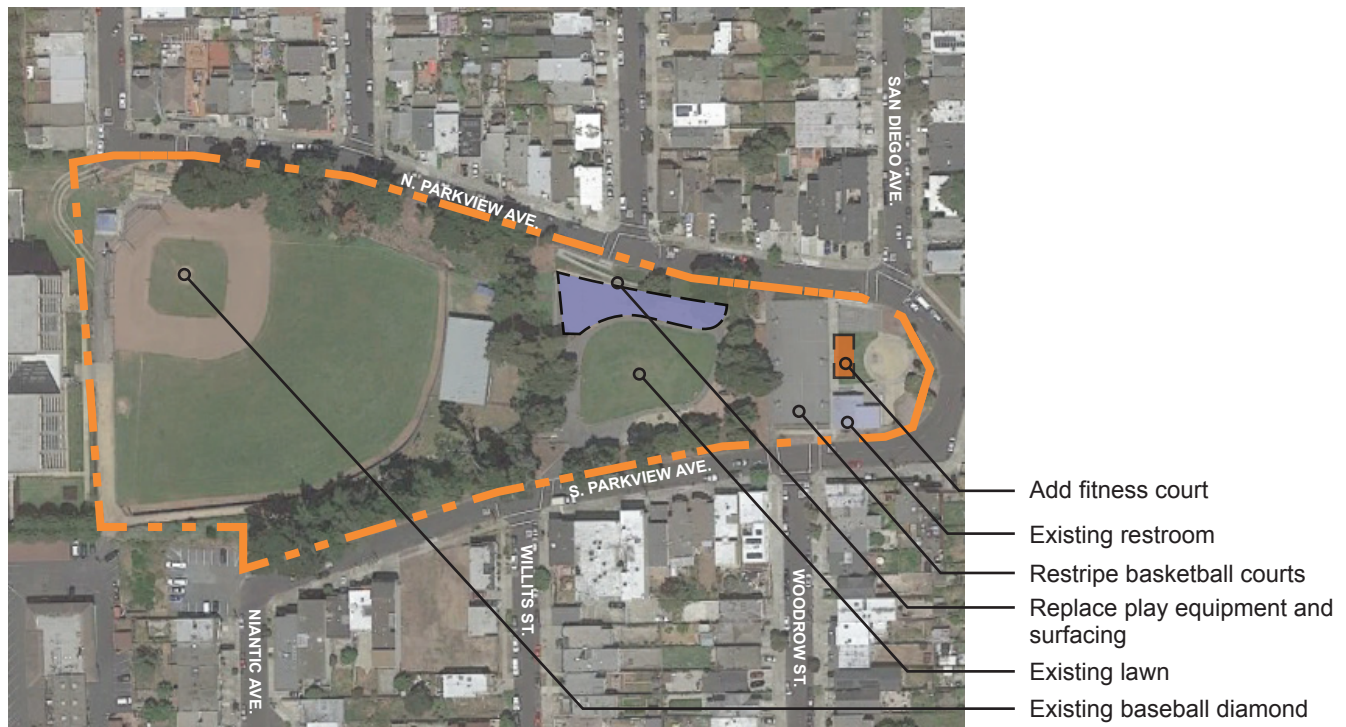 SAN DIEGO AVE.
N. PARKVIEW AVE.
S. PARKVIEW AVE.
WILLITS ST.
WOODROW ST.
NIANTIC AVE.
Add fitness court
Existing restroom
Restripe basketball courts
Replace play equipment and
surfacing
Existing lawn
Existing baseball diamond